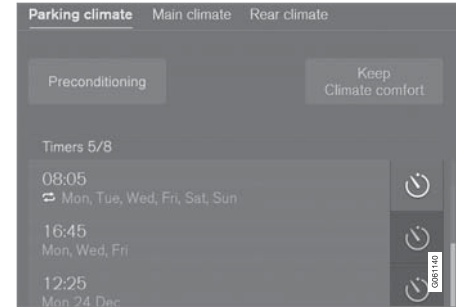 Parking climate Main climate Rear climate
Preconditioning
Keep
Climate comfort
Timers 5/8
08:05
Mon, Tue, Wed, Fri, Sat, Sun
16:45
Mon, Wed, Fri
12:25
Mon 24 Dec
G061140